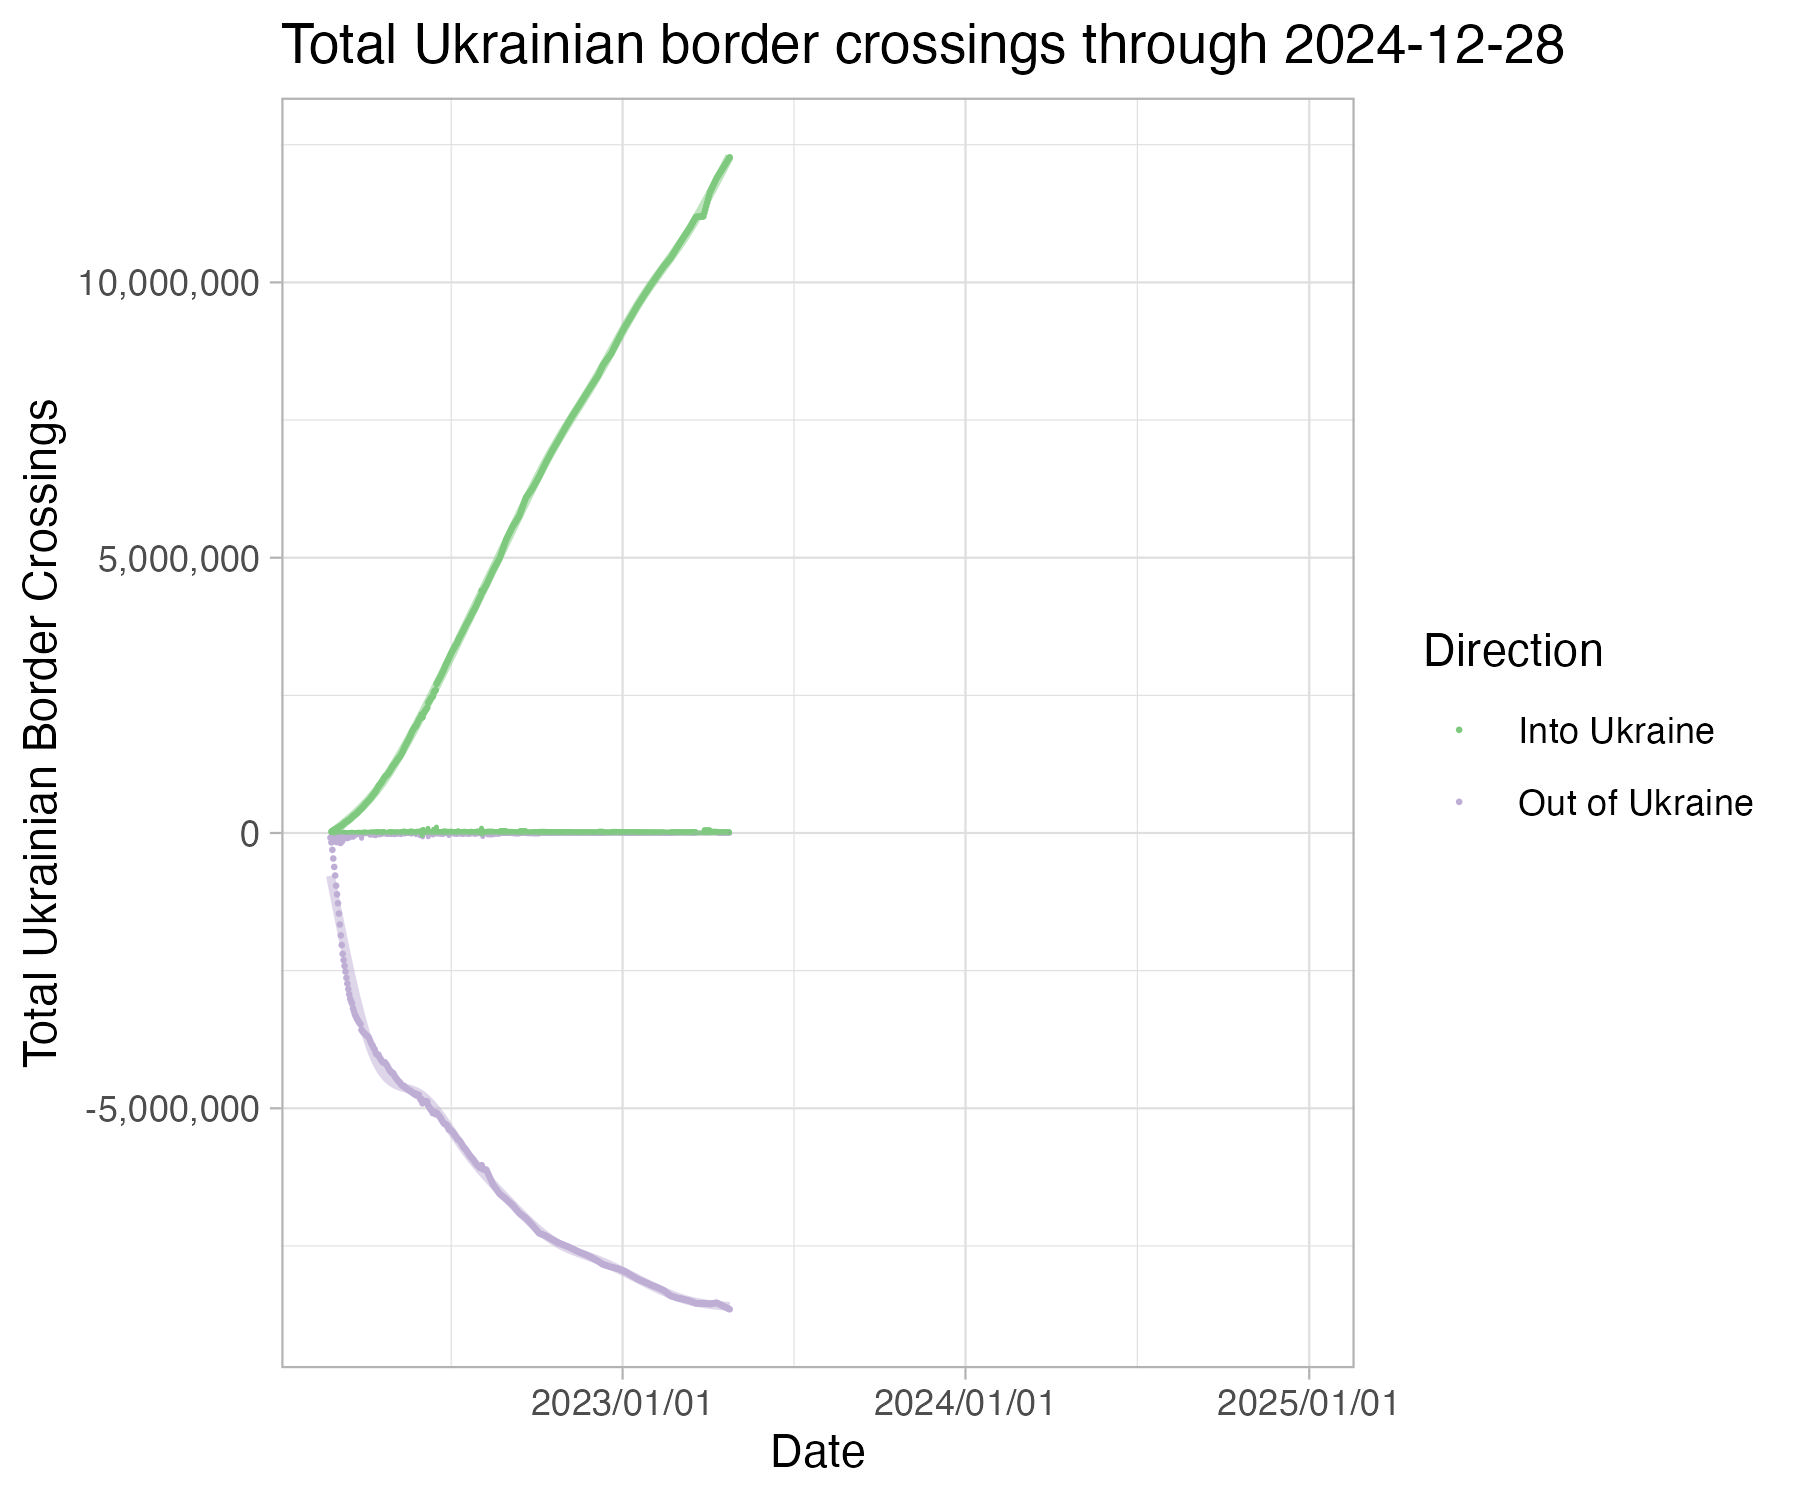 Total Ukrainian border crossings through 2024-12-28
Total Ukrainian Border Crossings
10,000,000
5,000,000
0
-5,000,000
2023/01/01
2024/01/01
2025/01/01
Date
Direction
Into Ukraine
Out of Ukraine